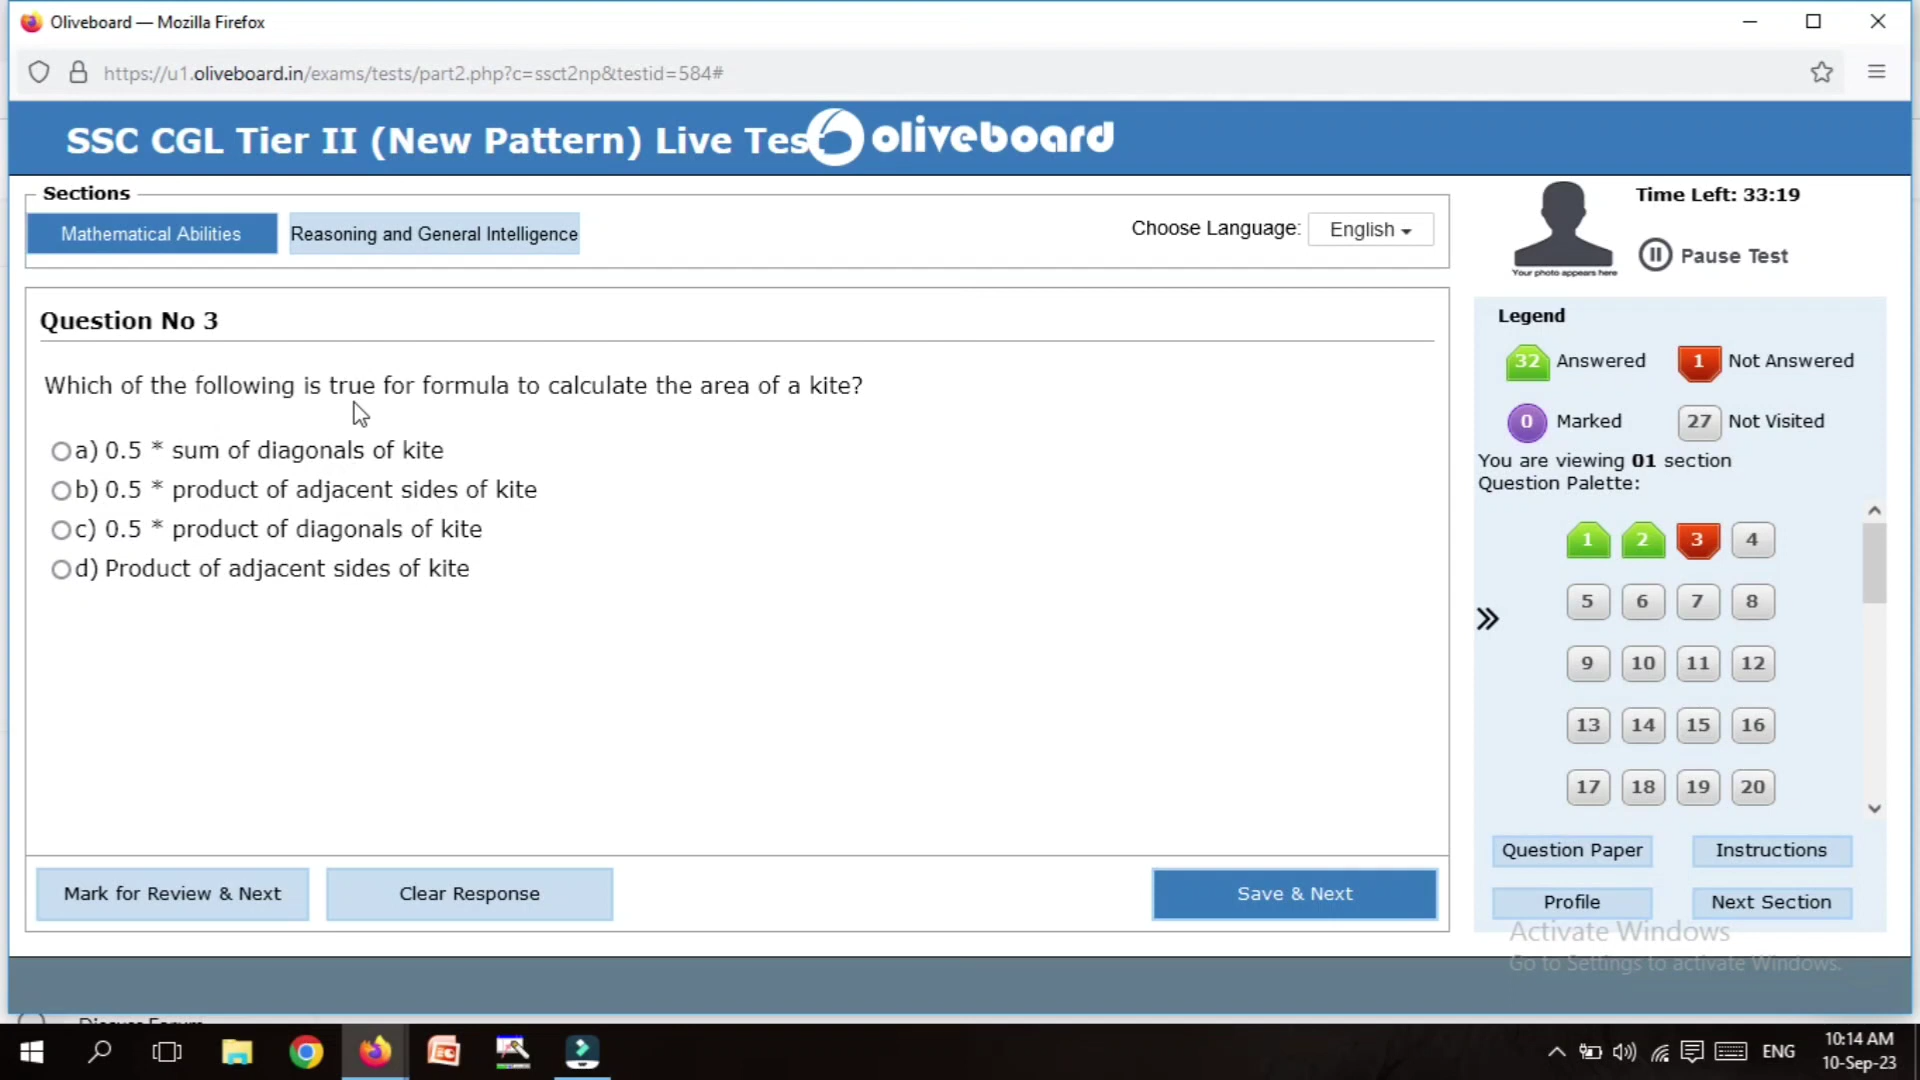 Oliveboard — Mozilla Firefox
https://u1.oliveboard.in/exams/tests/part2.php?c=ssct2np&testid=584#
SSC CGL Tier II (New Pattern) Live Tes
oliveboard
Sections
Mathematical Abilities
Reasoning and General Intelligence
Choose Language:
English
Your photo appears here
Time Left: 33:19
Pause Test
Question No 3
Which of the following is true for formula to calculate the area of a kite?
a) 0.5 * sum of diagonals of kite
b) 0.5 * product of adjacent sides of kite
c) 0.5 * product of diagonals of kite
d) Product of adjacent sides of kite
Mark for Review & Next
Clear Response
Save & Next
Legend
32 Answered
1 Not Answered
0 Marked
27 Not Visited
You are viewing 01 section
Question Palette:
1 2 3 4
5 6 7 8
9 10 11 12
13 14 15 16
17 18 19 20
Question Paper
Instructions
Profile
Next Section
Activate Windows
Go to Settings to activate Windows.
ENG
10:14 AM
10-Sep-23